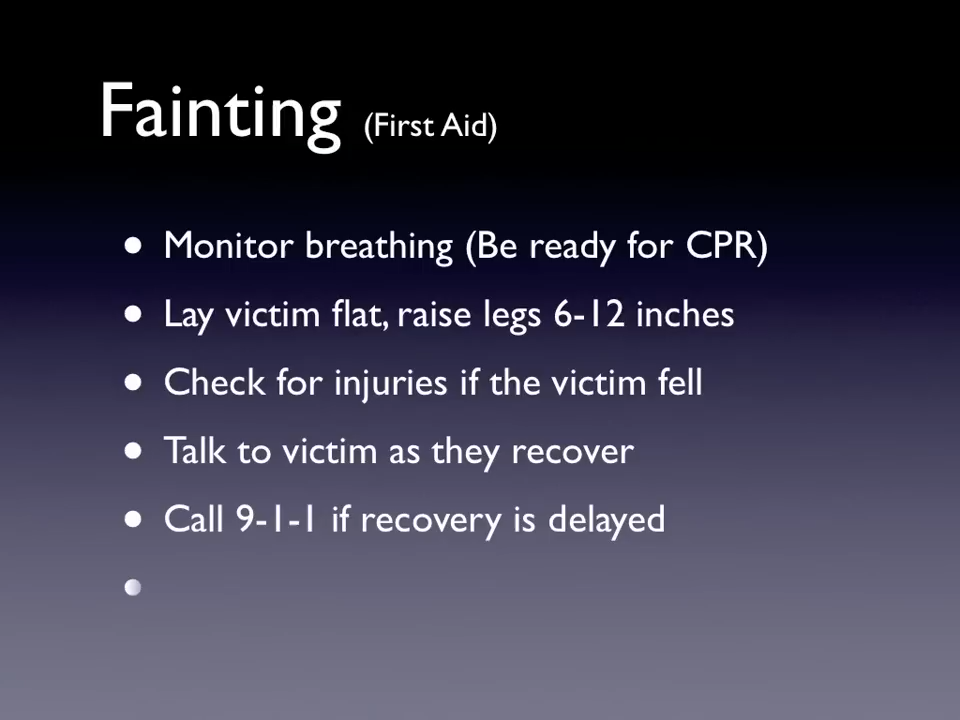 Fainting (First Aid)
• Monitor breathing (Be ready for CPR)
• Lay victim flat, raise legs 6-12 inches
• Check for injuries if the victim fell
• Talk to victim as they recover
• Call 9-1-1 if recovery is delayed
•